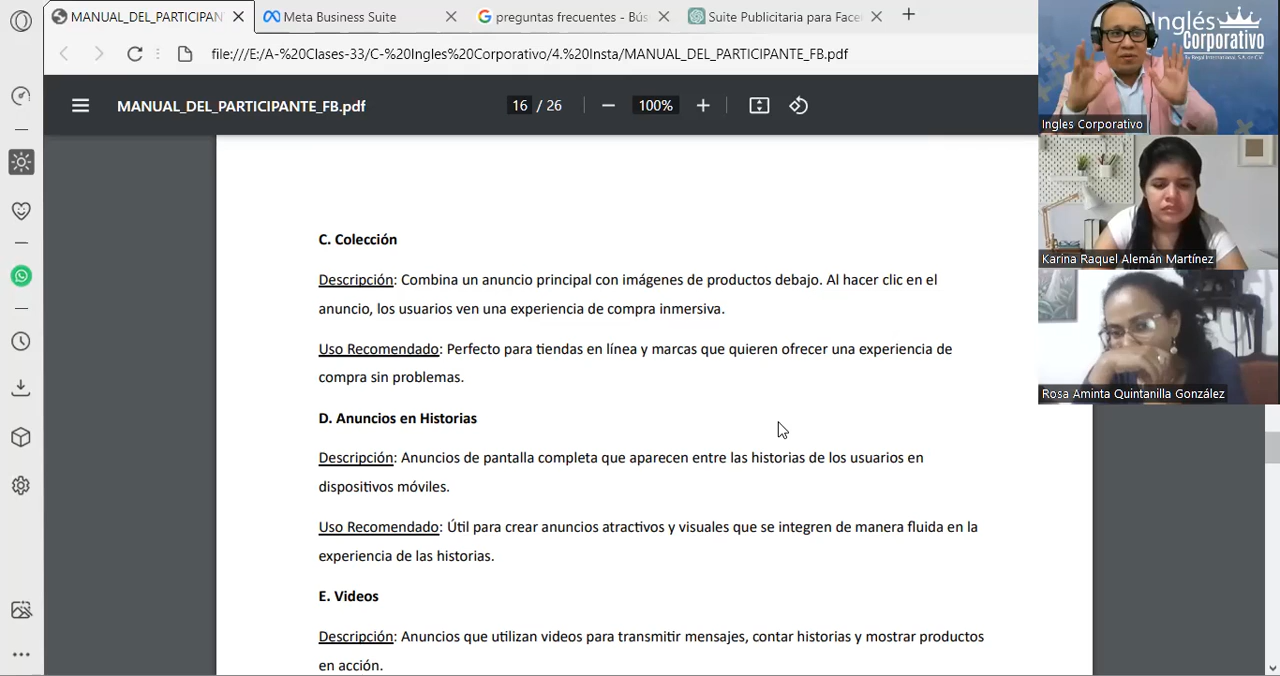 MANUAL_DEL_PARTICIPAN
Meta Business Suite
preguntas frecuentes - Bús
Suite Publicitaria para Face
file:///E:/A-%20Clases-33/C-%20Ingles%20Corporativo/4.%20Insta/MANUAL_DEL_PARTICIPANTE_FB.pdf
MANUAL_DEL_PARTICIPANTE_FB.pdf
16 / 26
100%
Inglés
Corporativo
Ingles Corporativo
Karina Raquel Alemán Martínez
Rosa Aminta Quintanilla González
C. Colección
Descripción: Combina un anuncio principal con imágenes de productos debajo. Al hacer clic en el
anuncio, los usuarios ven una experiencia de compra inmersiva.
Uso Recomendado: Perfecto para tiendas en línea y marcas que quieren ofrecer una experiencia de
compra sin problemas.
D. Anuncios en Historias
Descripción: Anuncios de pantalla completa que aparecen entre las historias de los usuarios en
dispositivos móviles.
Uso Recomendado: Útil para crear anuncios atractivos y visuales que se integren de manera fluida en la
experiencia de las historias.
E. Videos
Descripción: Anuncios que utilizan videos para transmitir mensajes, contar historias y mostrar productos
en acción.